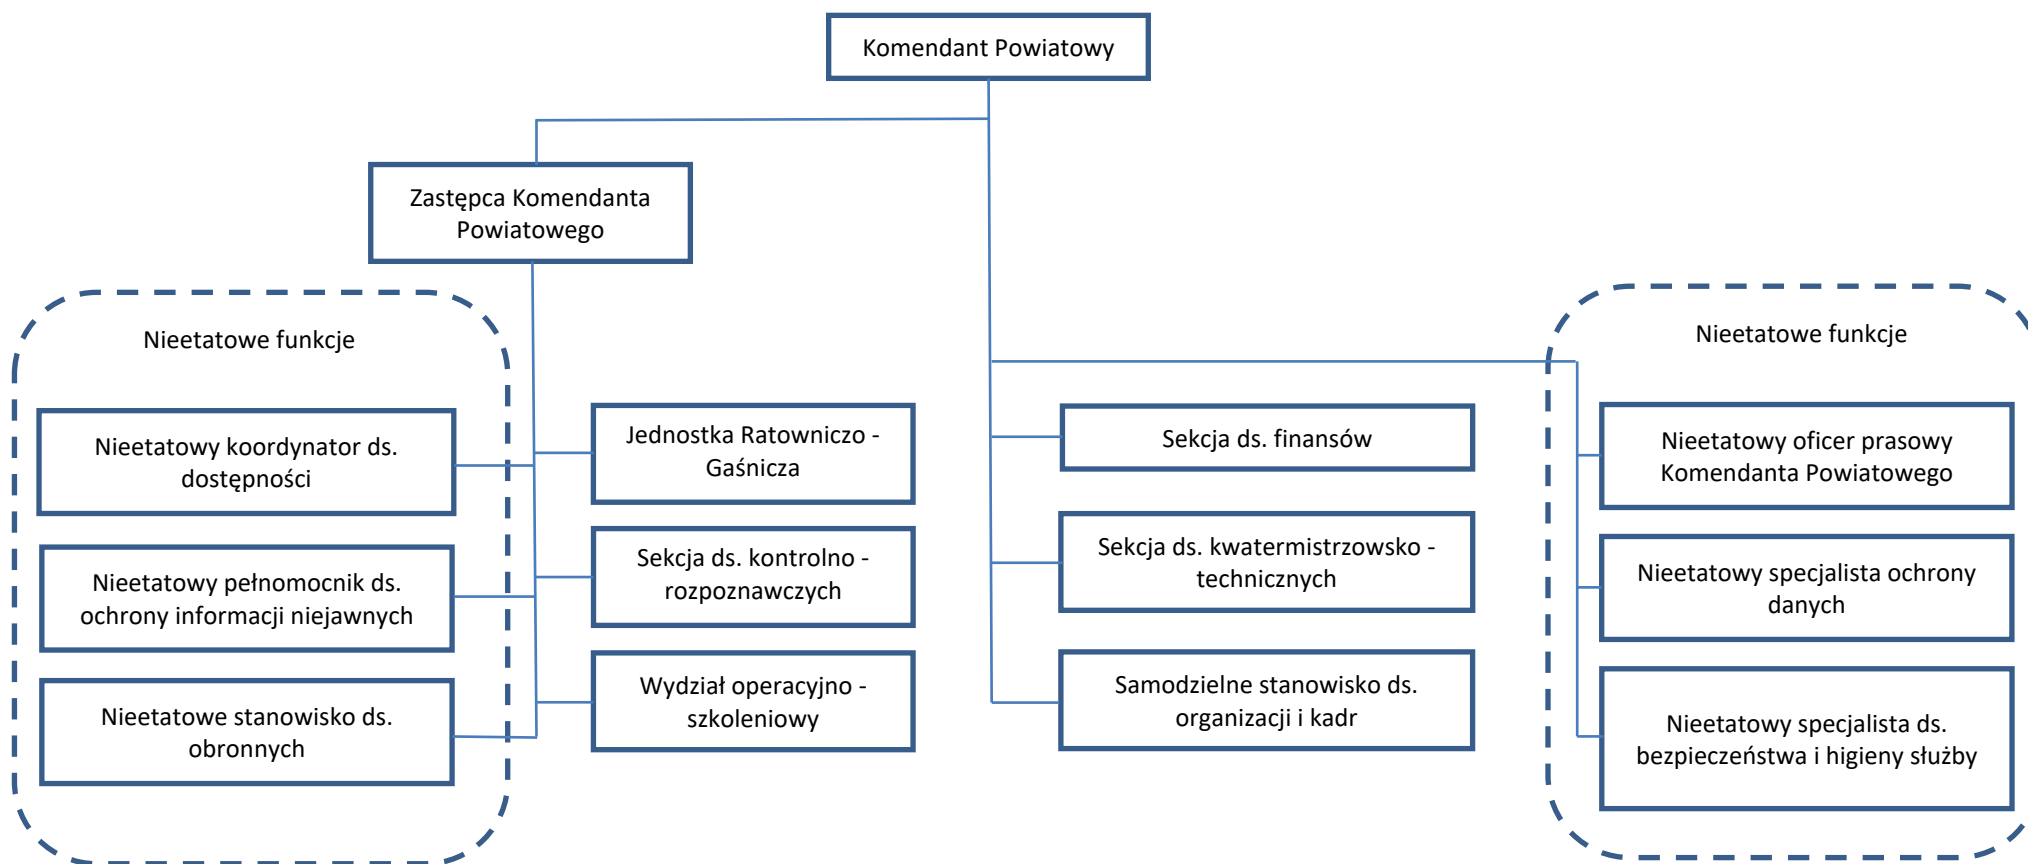 Komendant Powiatowy
Zastępca Komendanta
Powiatowego
Nieetatowe funkcje
Nieetatowy koordynator ds.
dostępności
Nieetatowy pełnomocnik ds.
ochrony informacji niejawnych
Nieetatowe stanowisko ds.
obronnych
Jednostka Ratowniczo -
Gaśnicza
Sekcja ds. kontrolno -
rozpoznawczych
Wydział operacyjno -
szkoleniowy
Sekcja ds. finansów
Sekcja ds. kwatermistrzowsko -
technicznych
Samodzielne stanowisko ds.
organizacji i kadr
Nieetatowe funkcje
Nieetatowy oficer prasowy
Komendanta Powiatowego
Nieetatowy specjalista ochrony
danych
Nieetatowy specjalista ds.
bezpieczeństwa i higieny służby